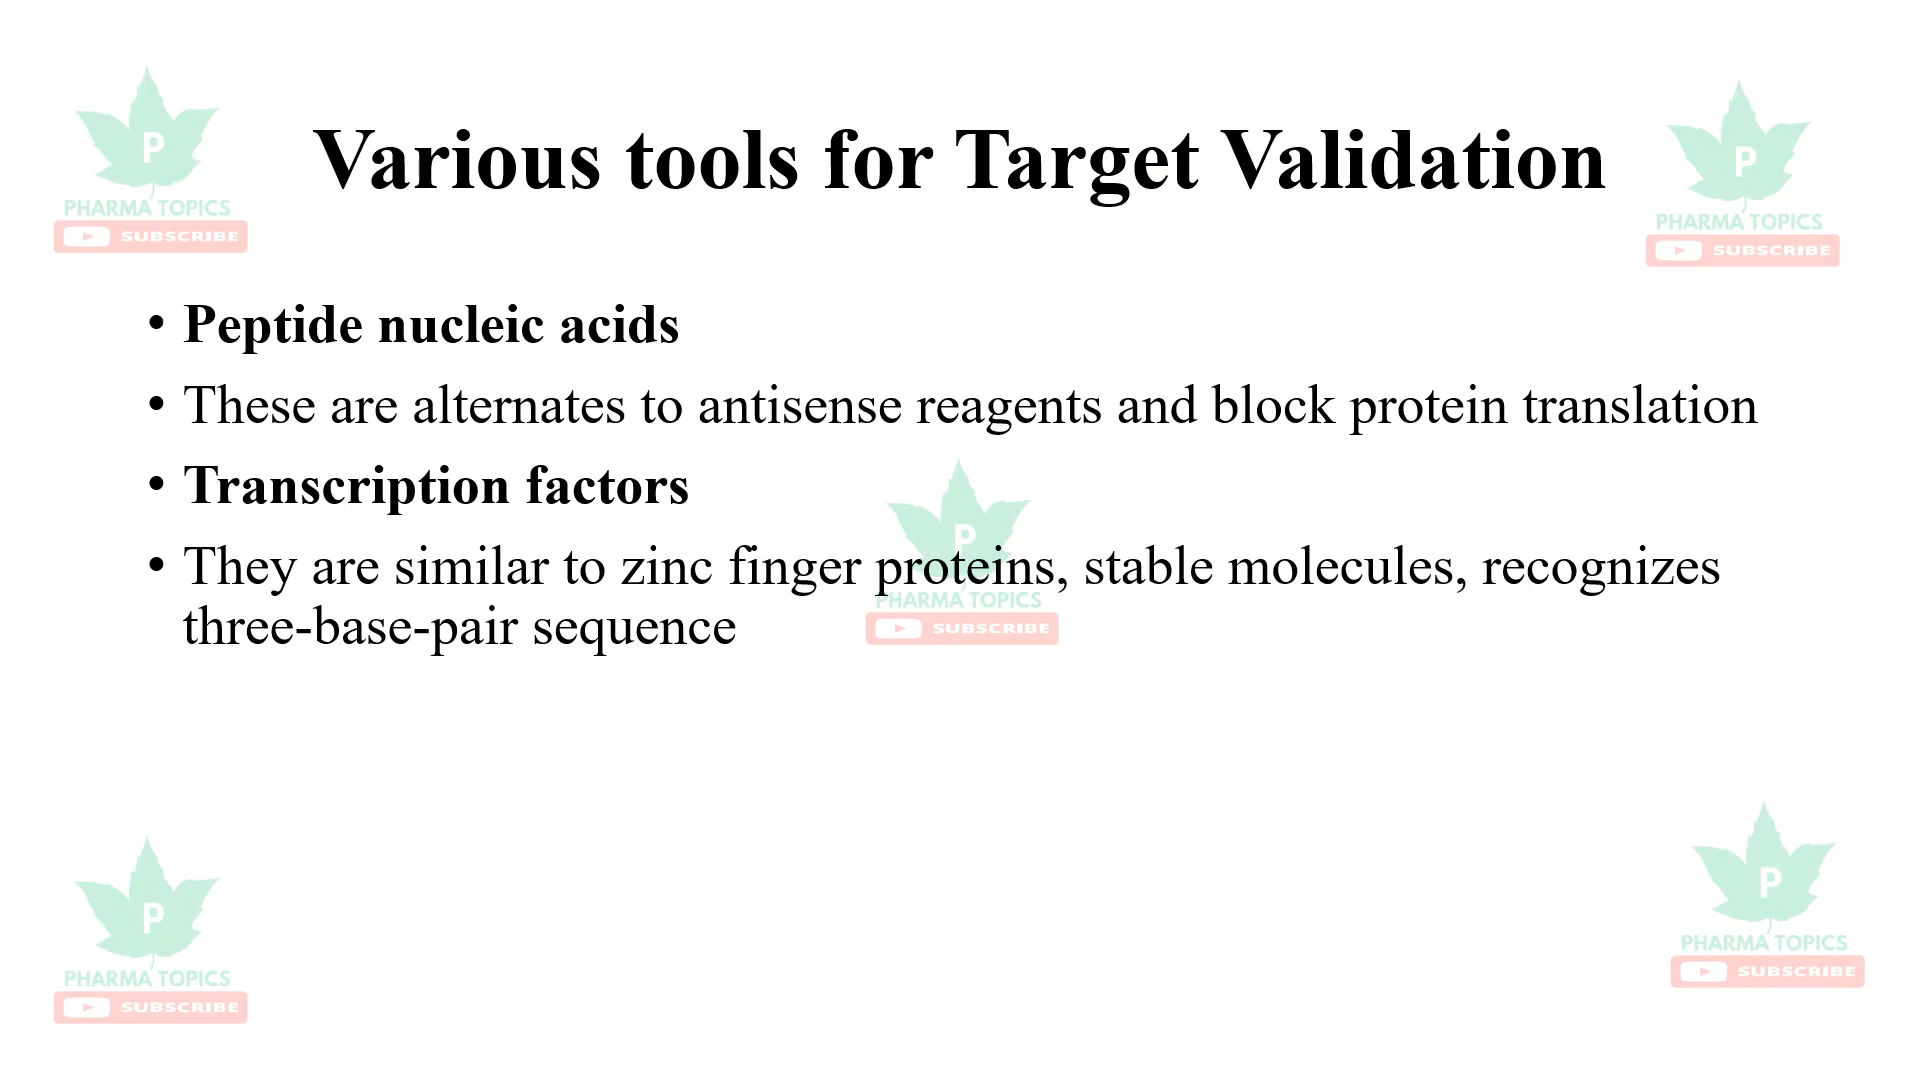 Various tools for Target Validation
• Peptide nucleic acids
• These are alternates to antisense reagents and block protein translation
• Transcription factors
• They are similar to zinc finger proteins, stable molecules, recognizes
three-base-pair sequence
P
PHARMA TOPICS
SUBSCRIBE
P
PHARMA TOPICS
SUBSCRIBE
P
PHARMA TOPICS
SUBSCRIBE
P
PHARMA TOPICS
SUBSCRIBE
P
PHARMA TOPICS
SUBSCRIBE